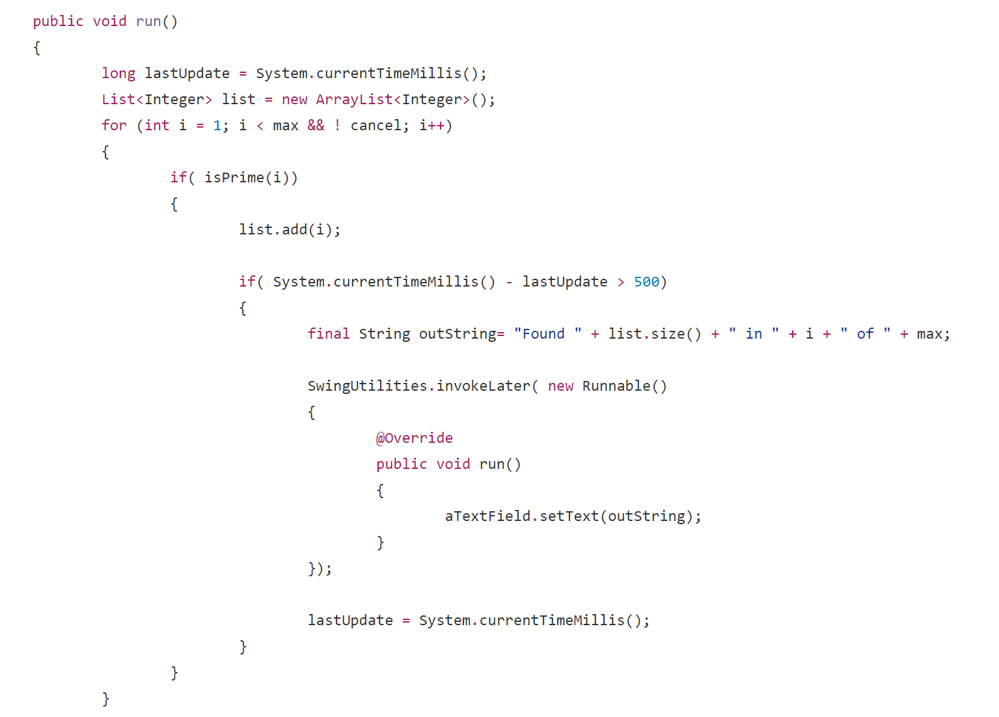 public void run()
{
long lastUpdate = System.currentTimeMillis();
List<Integer> list = new ArrayList<Integer>();
for (int i = 1; i < max && ! cancel; i++)
{
if( isPrime(i))
{
list.add(i);
if( System.currentTimeMillis() - lastUpdate > 500)
{
final String outString= "Found " + list.size() + " in " + i + " of " + max;
SwingUtilities.invokeLater( new Runnable()
{
@Override
public void run()
{
aTextField.setText(outString);
}
});
lastUpdate = System.currentTimeMillis();
}
}
}